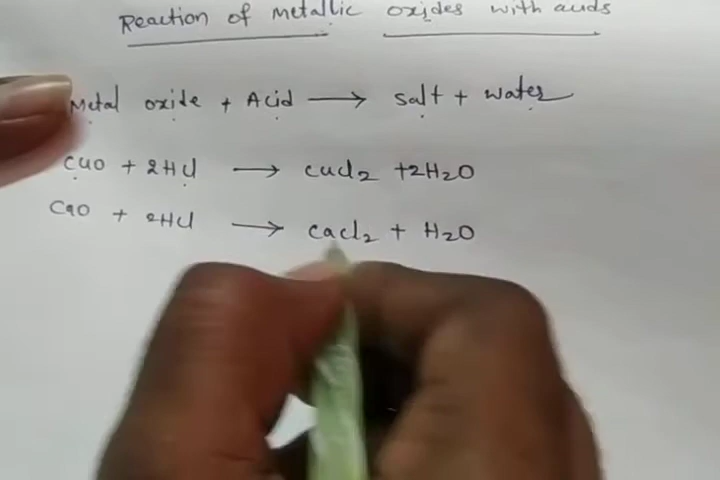 Reaction of metallic oxides with acids
Metal oxide + Acid → salt + water
CuO + 2HCl → CuCl₂ + 2H₂O
CaO + 2HCl → CaCl₂ + H₂O